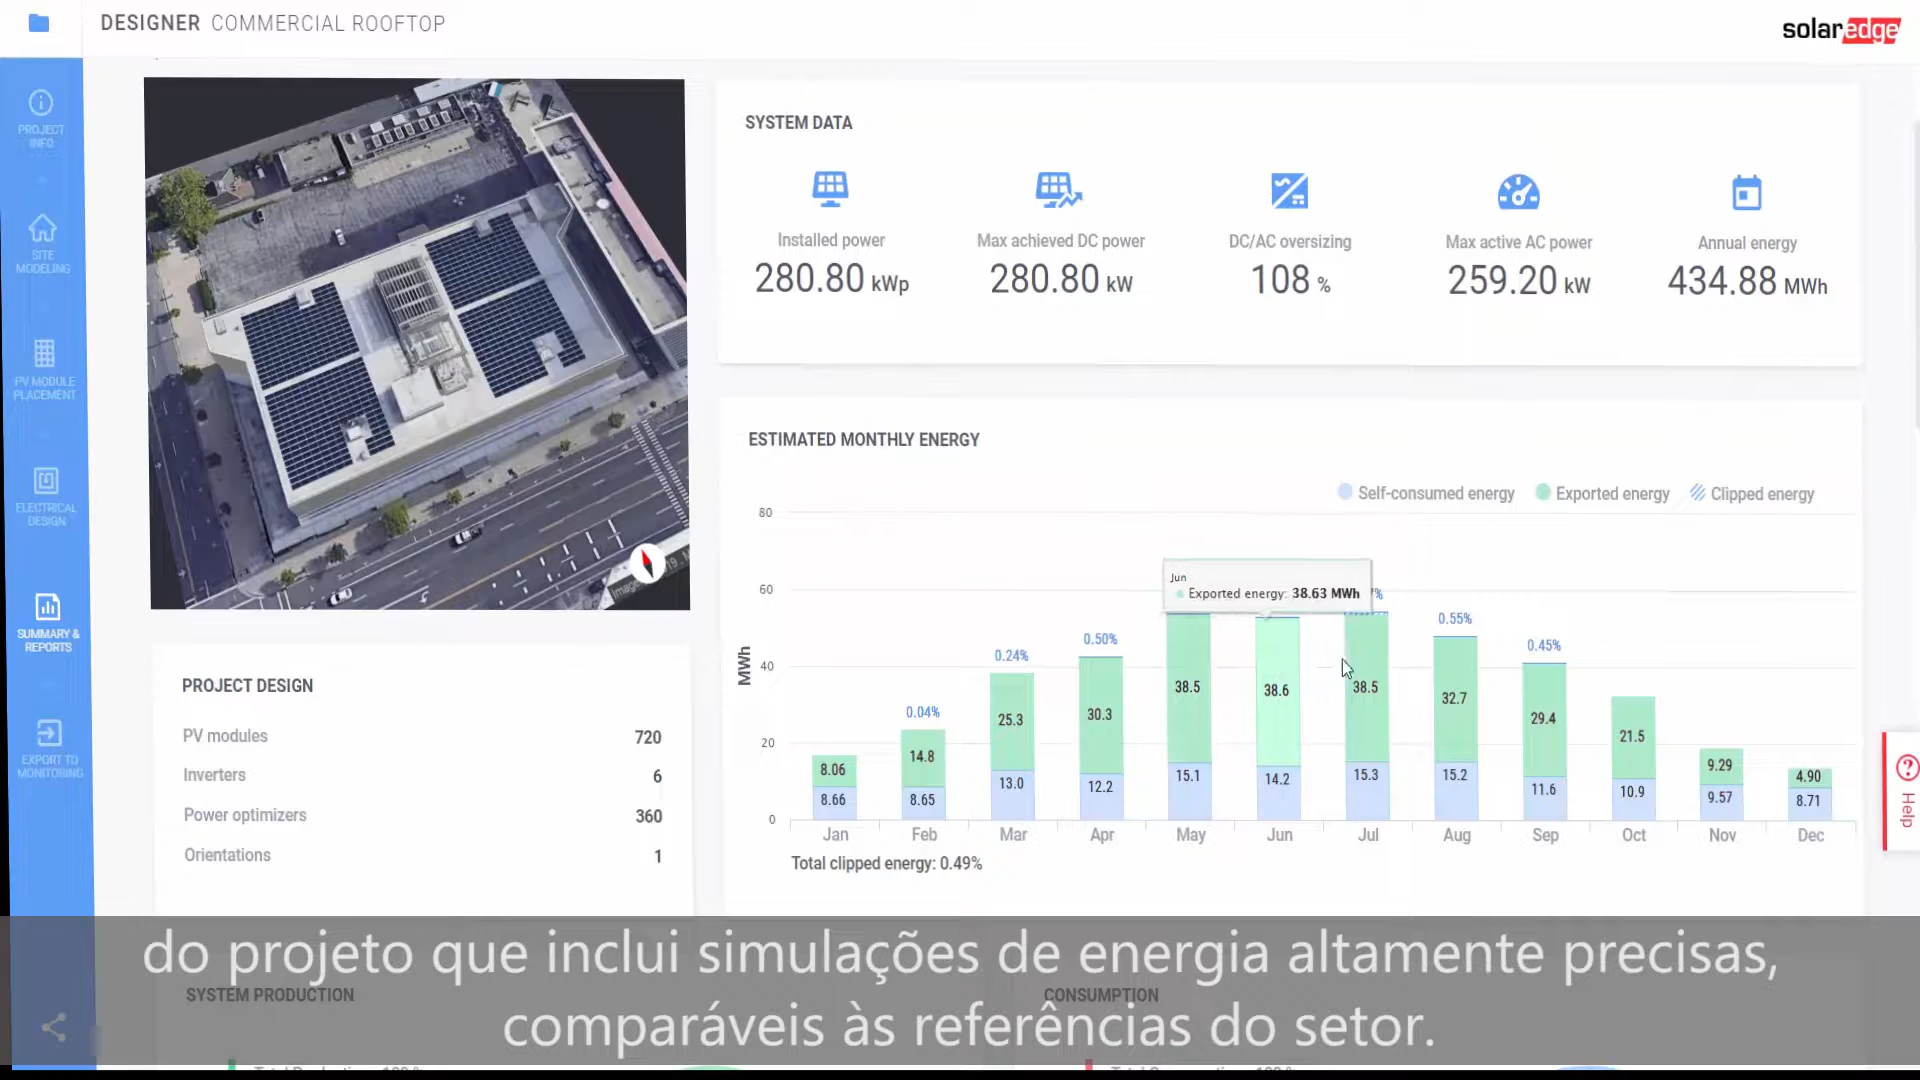 DESIGNER COMMERCIAL ROOFTOP
solaredge
PROJECT
INFO
SITE
MODELING
PV MODULE
PLACEMENT
ELECTRICAL
DESIGN
SUMMARY &
REPORTS
EXPORT TO
MONITORING
SYSTEM DATA
Installed power
280.80 kWp
Max achieved DC power
280.80 kW
DC/AC oversizing
108 %
Max active AC power
259.20 kW
Annual energy
434.88 MWh
PROJECT DESIGN
PV modules 720
Inverters 6
Power optimizers 360
Orientations 1
ESTIMATED MONTHLY ENERGY
Self-consumed energy Exported energy Clipped energy
MWh
80
60
40
20
0
Jun
Exported energy: 38.63 MWh
0.04% 0.24% 0.50% 0.55% 0.45%
8.06 14.8 25.3 30.3 38.5 38.6 38.5 32.7 29.4 21.5 9.29 4.90
8.66 8.65 13.0 12.2 15.1 14.2 15.3 15.2 11.6 10.9 9.57 8.71
Jan Feb Mar Apr May Jun Jul Aug Sep Oct Nov Dec
Total clipped energy: 0.49%
? Help
SYSTEM PRODUCTION
CONSUMPTION
do projeto que inclui simulações de energia altamente precisas,
comparáveis às referências do setor.